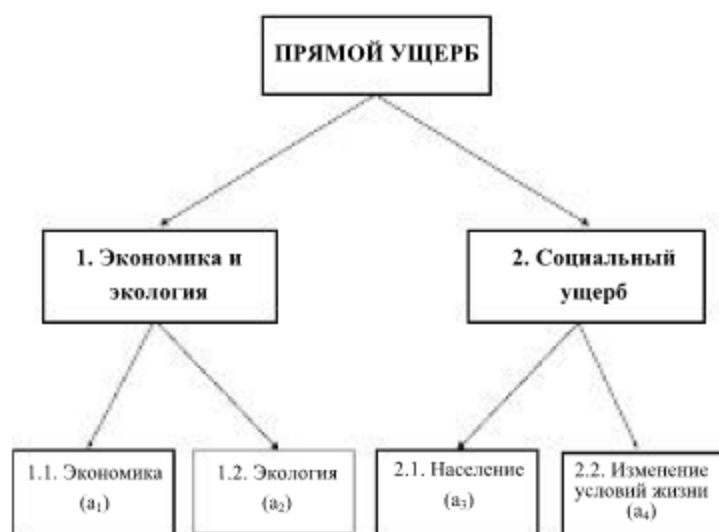 ПРЯМОЙ УЩЕРБ
1. Экономика и
экология
2. Социальный
ущерб
1.1. Экономика
(a₁)
1.2. Экология
(a₂)
2.1. Население
(a₃)
2.2. Изменение
условий жизни
(a₄)